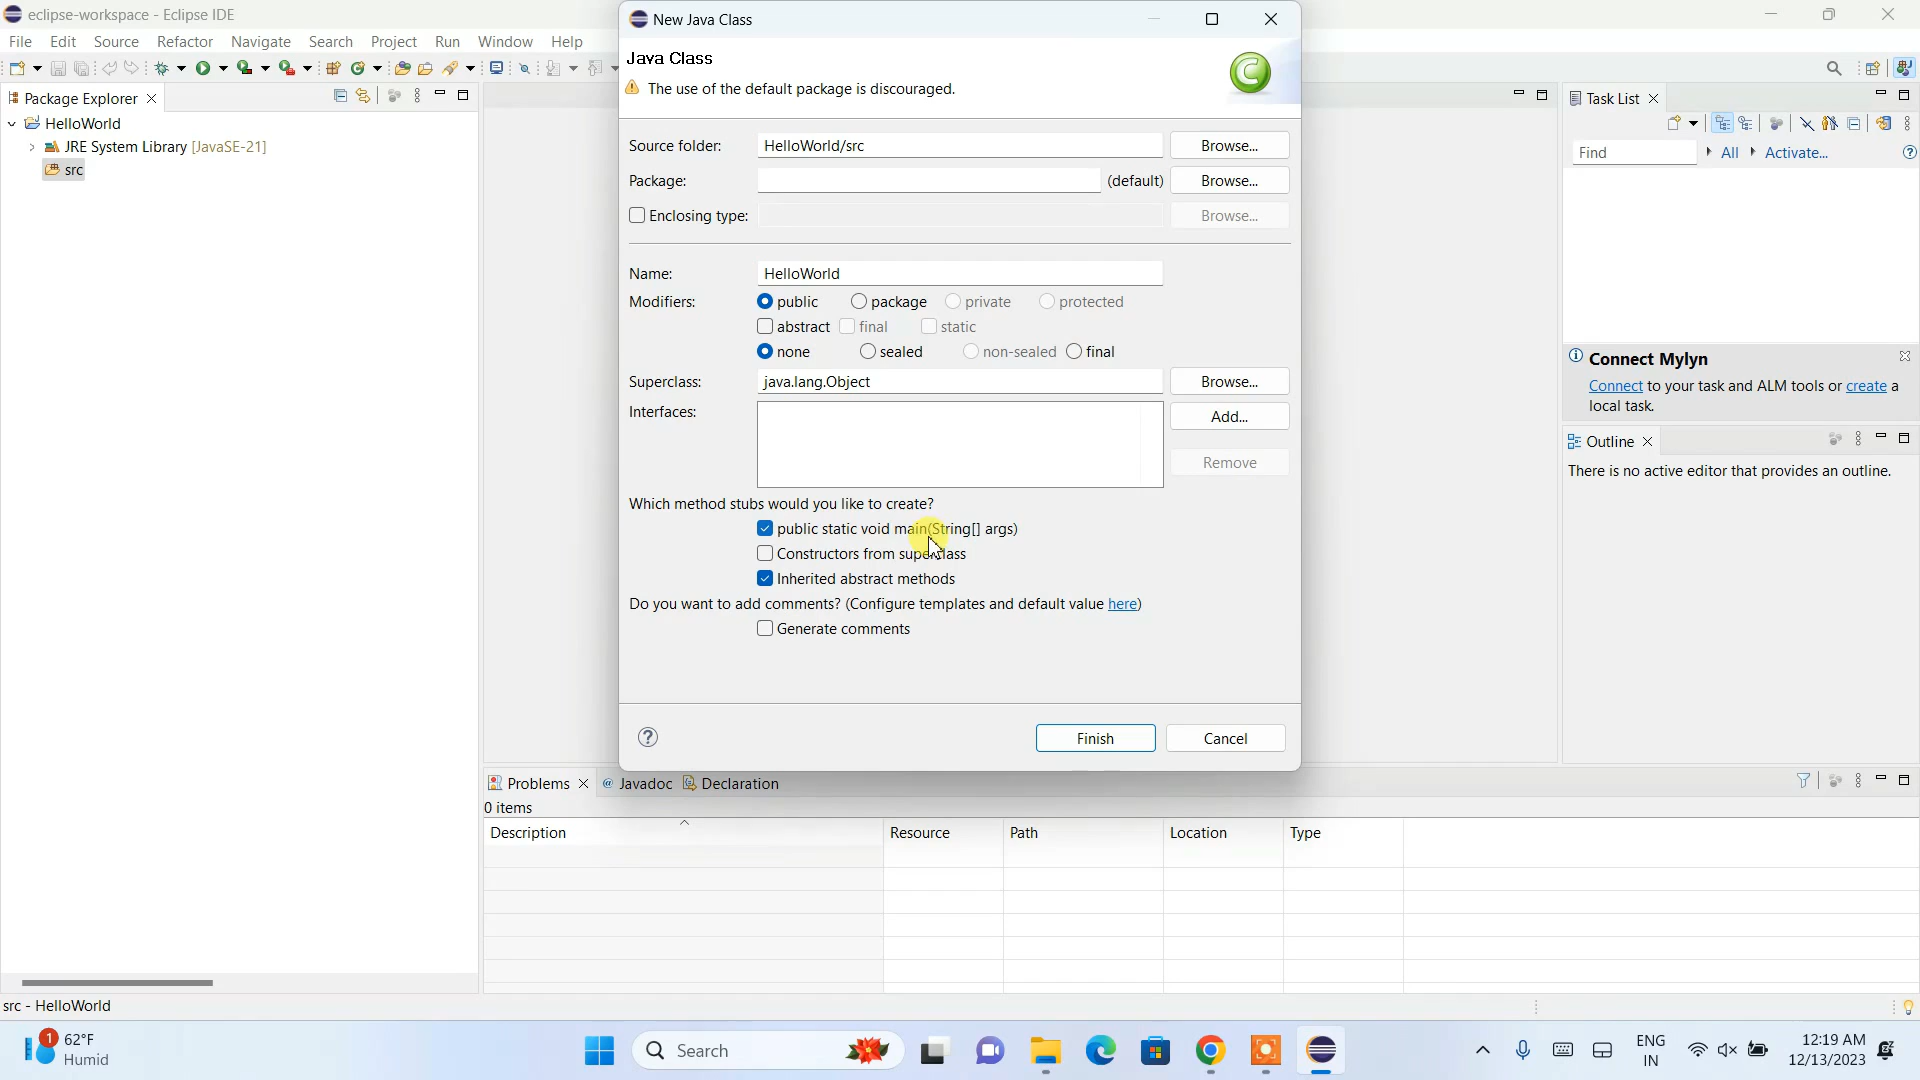 eclipse-workspace - Eclipse IDE
File Edit Source Refactor Navigate Search Project Run Window Help
Package Explorer
HelloWorld
JRE System Library [JavaSE-21]
src
New Java Class
Java Class
The use of the default package is discouraged.
Source folder: HelloWorld/src Browse...
Package: (default) Browse...
Enclosing type: Browse...
Name: HelloWorld
Modifiers: public package private protected
abstract final static
none sealed non-sealed final
Superclass: java.lang.Object Browse...
Interfaces: Add...
Remove
Which method stubs would you like to create?
public static void main(String[] args)
Constructors from superclass
Inherited abstract methods
Do you want to add comments? (Configure templates and default value here)
Generate comments
Finish Cancel
Task List
Find All Activate...
Connect Mylyn
Connect to your task and ALM tools or create a
local task.
Outline
There is no active editor that provides an outline.
Problems Javadoc Declaration
0 items
Description Resource Path Location Type
src - HelloWorld
1 62°F
Humid
Search
ENG
IN
12:19 AM
12/13/2023